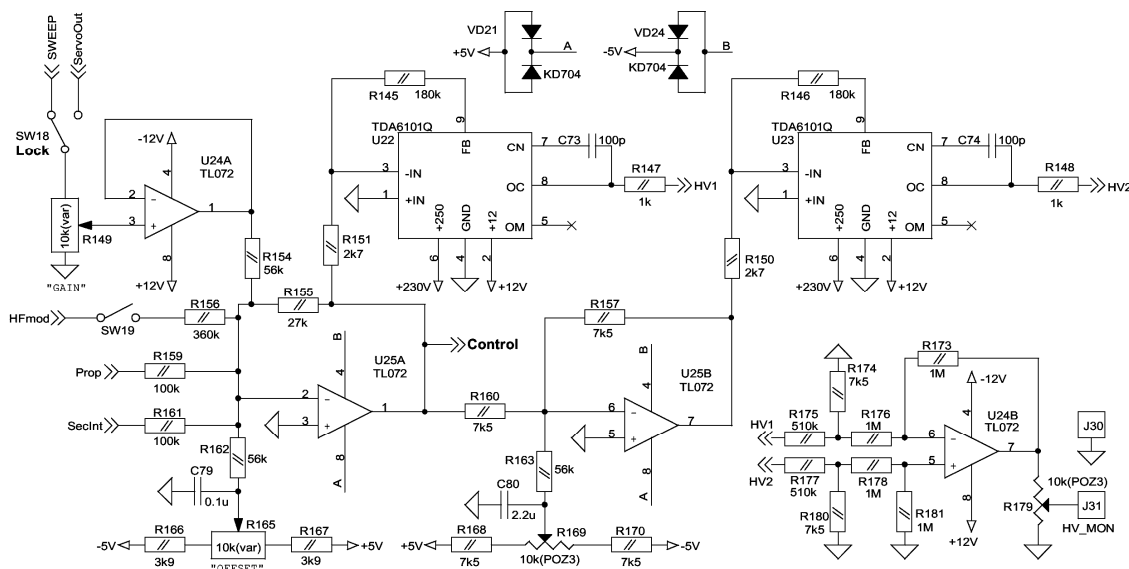 SWEEP
ServoOut
SW18
Lock
10k(var)
R149
"GAIN"
-12V
4
U24A
TL072
2
3
1
8
+12V
R154
56k
HFmod
SW19
R156
360k
R155
27k
Prop
R159
100k
SecInt
R161
100k
R162
56k
C79
0.1u
R166
3k9
-5V
R165
10k(var)
"OFFSET"
R167
3k9
+5V
VD21
+5V
A
KD704
VD24
-5V
B
KD704
R145
180k
TDA6101Q
U22
9
FB
3
-IN
1
+IN
CN
7
OC
8
OM
5
+250
GND
+12
6
4
2
+230V
+12V
C73
100p
R147
1k
HV1
R151
2k7
Control
B
4
U25A
TL072
2
3
1
8
A
R160
7k5
R157
7k5
B
4
U25B
TL072
6
5
7
8
A
R163
56k
C80
2.2u
+5V
R168
7k5
R169
10k(POZ3)
R170
7k5
-5V
R146
180k
TDA6101Q
U23
9
FB
3
-IN
1
+IN
CN
7
OC
8
OM
5
+250
GND
+12
6
4
2
+230V
+12V
C74
100p
R148
1k
HV2
R150
2k7
R173
1M
R174
7k5
-12V
4
U24B
TL072
HV1
R175
510k
R176
1M
6
HV2
R177
510k
R178
1M
5
7
8
+12V
R180
7k5
R181
1M
J30
10k(POZ3)
R179
J31
HV_MON